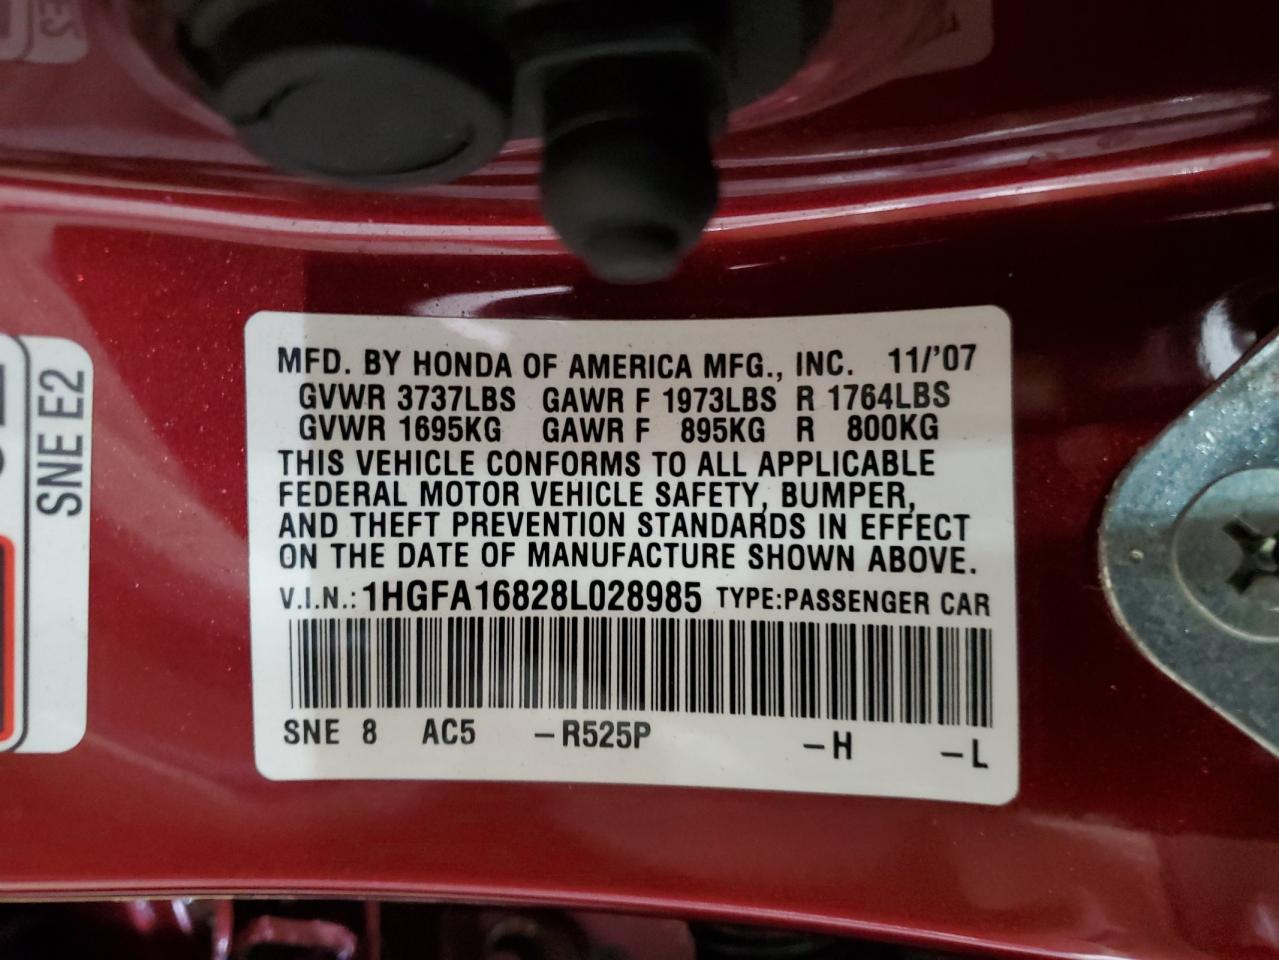 MFD. BY HONDA OF AMERICA MFG., INC. 11/'07
GVWR 3737LBS GAWR F 1973LBS R 1764LBS
GVWR 1695KG GAWR F 895KG R 800KG
THIS VEHICLE CONFORMS TO ALL APPLICABLE
FEDERAL MOTOR VEHICLE SAFETY, BUMPER,
AND THEFT PREVENTION STANDARDS IN EFFECT
ON THE DATE OF MANUFACTURE SHOWN ABOVE.
V.I.N.: 1HGFA16828L028985 TYPE:PASSENGER CAR
SNE 8 AC5 -R525P -H -L
SNE E2